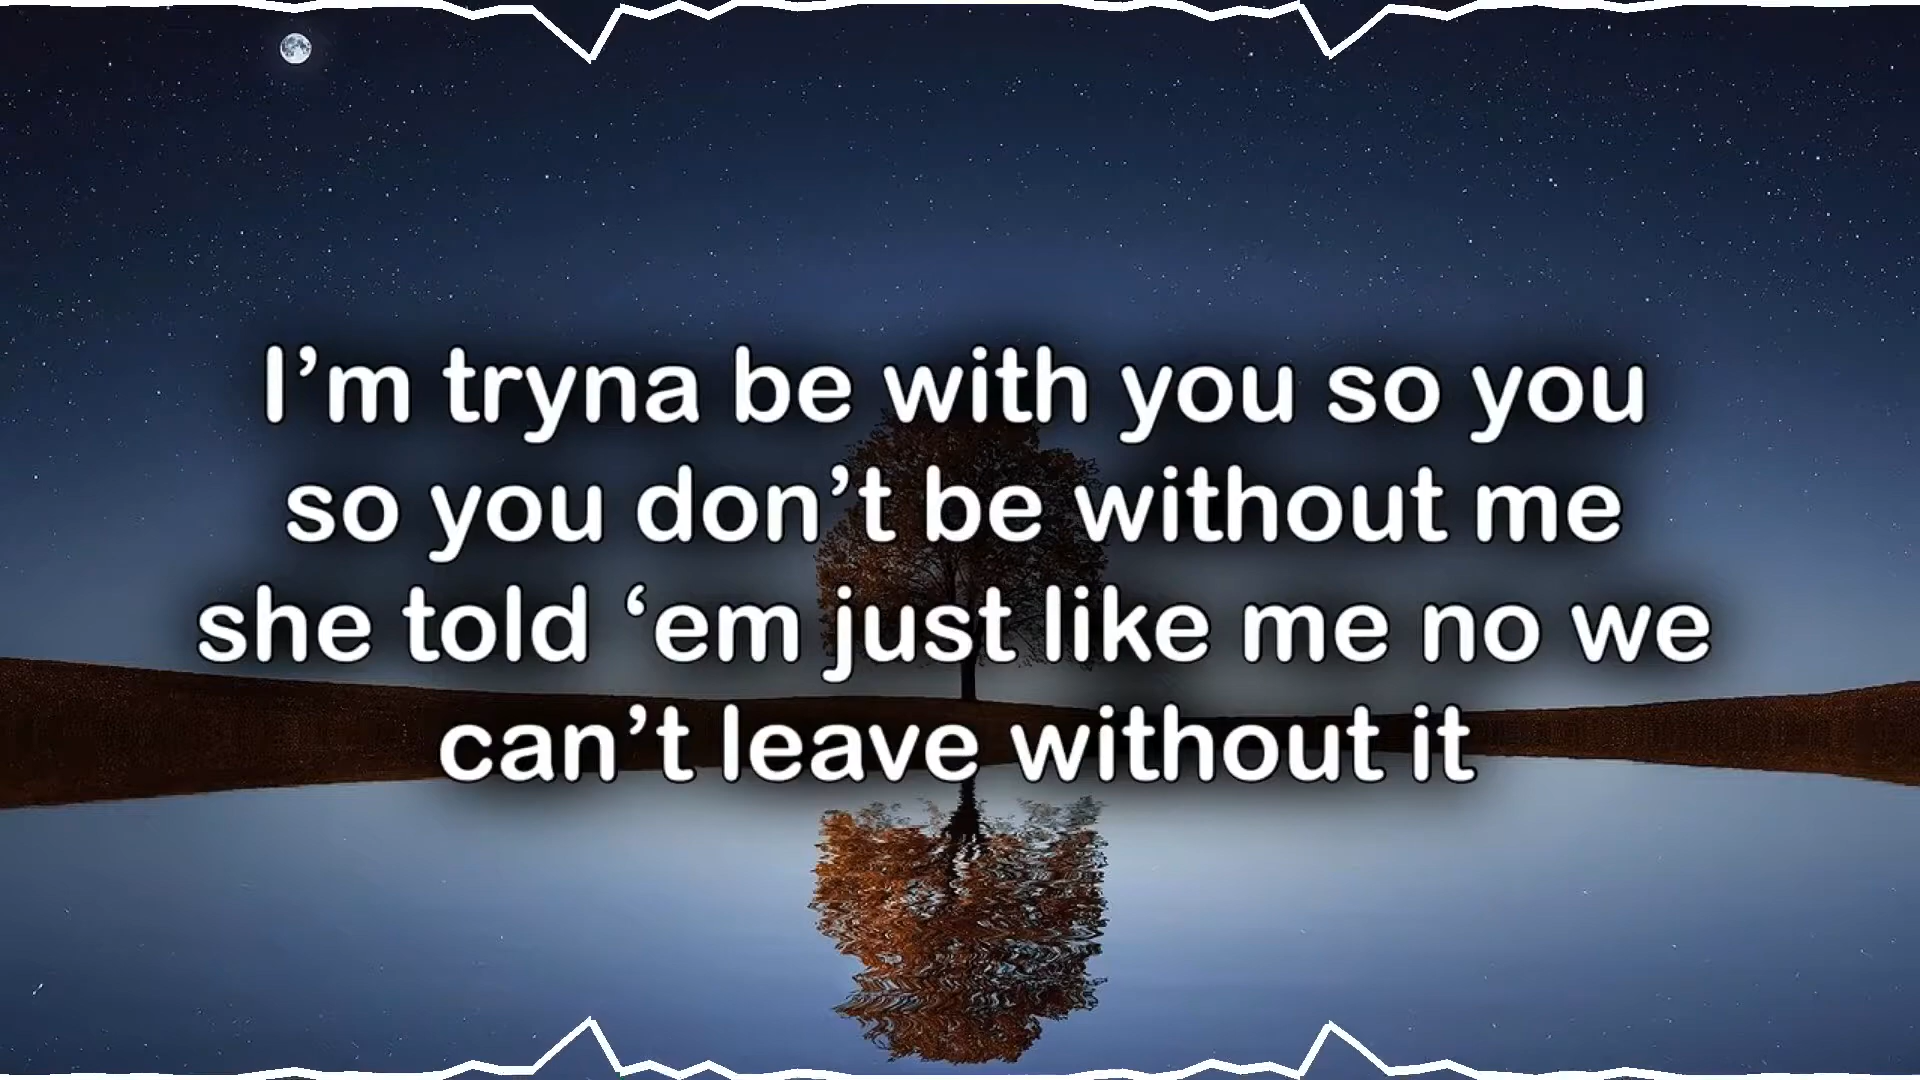 I’m tryna be with you so you
so you don’t be without me
she told ‘em just like me no we
can’t leave without it